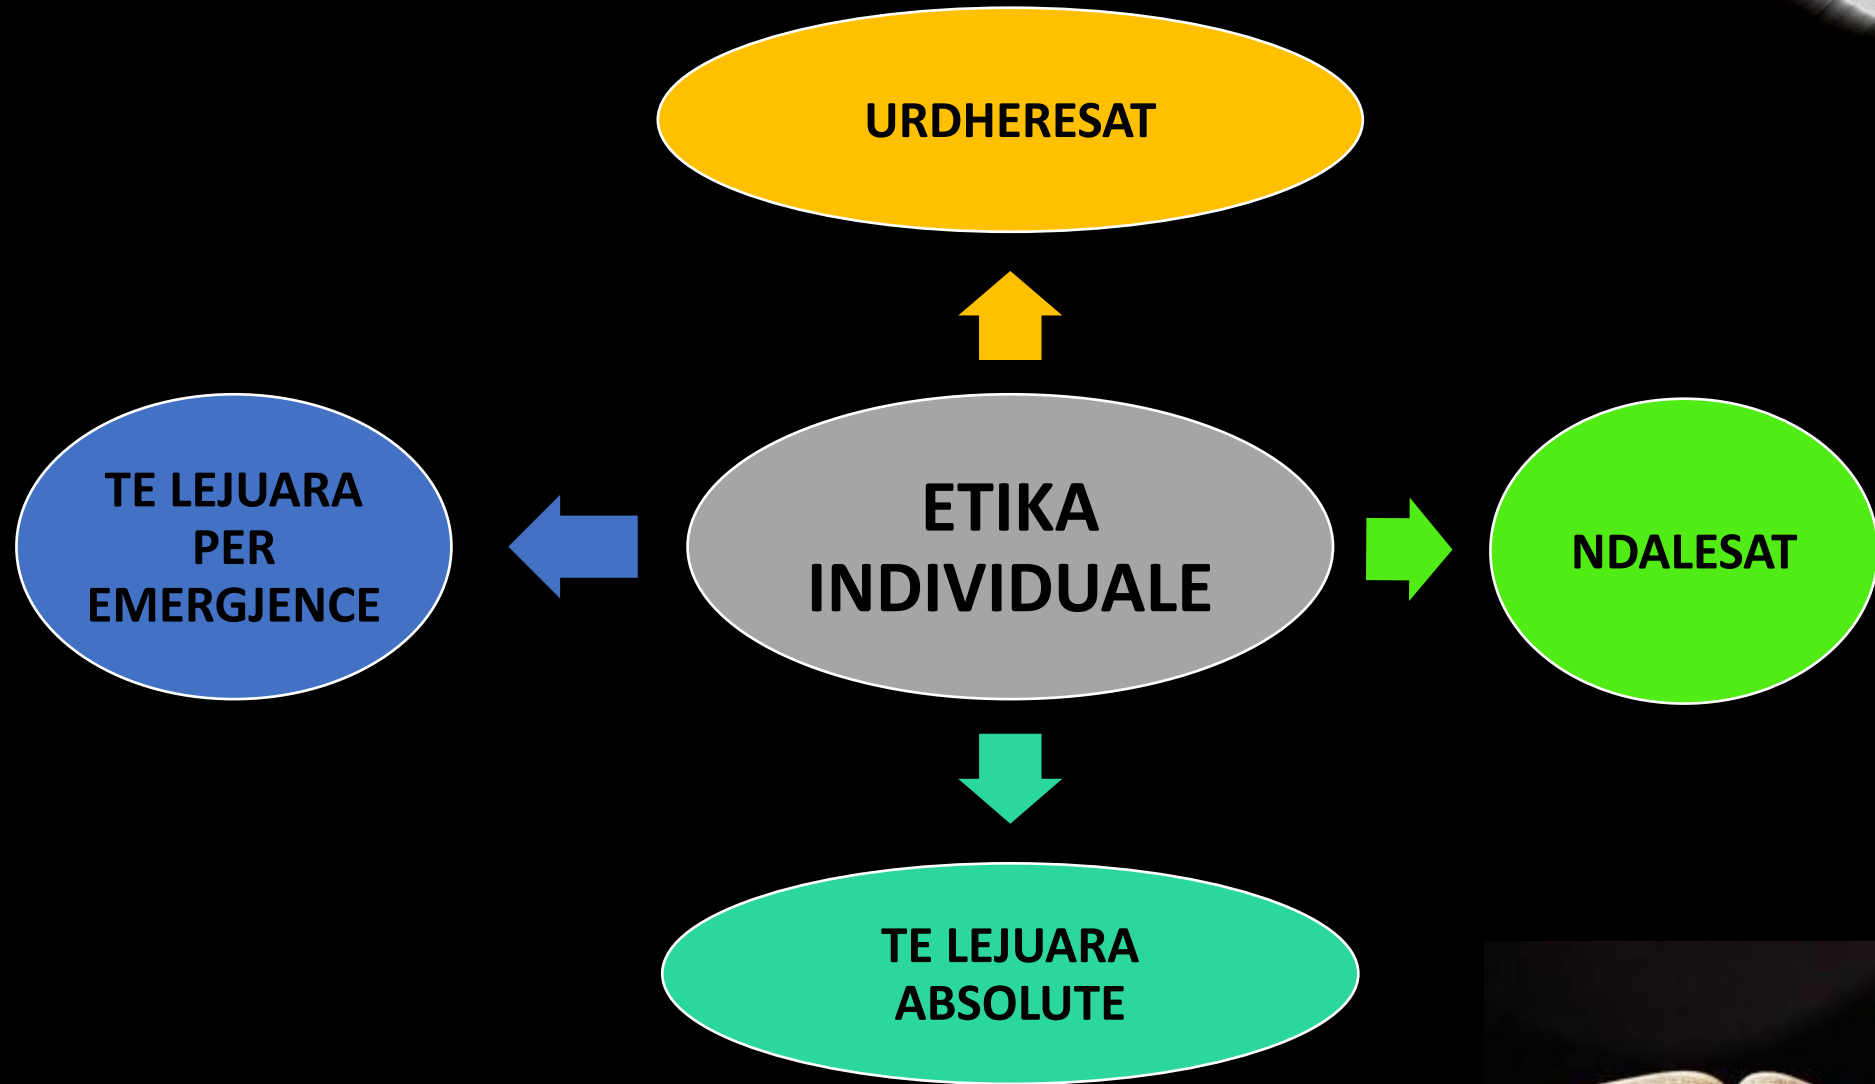 URDHERESAT
TE LEJUARA
PER
EMERGJENCE
ETIKA
INDIVIDUALE
NDALESAT
TE LEJUARA
ABSOLUTE